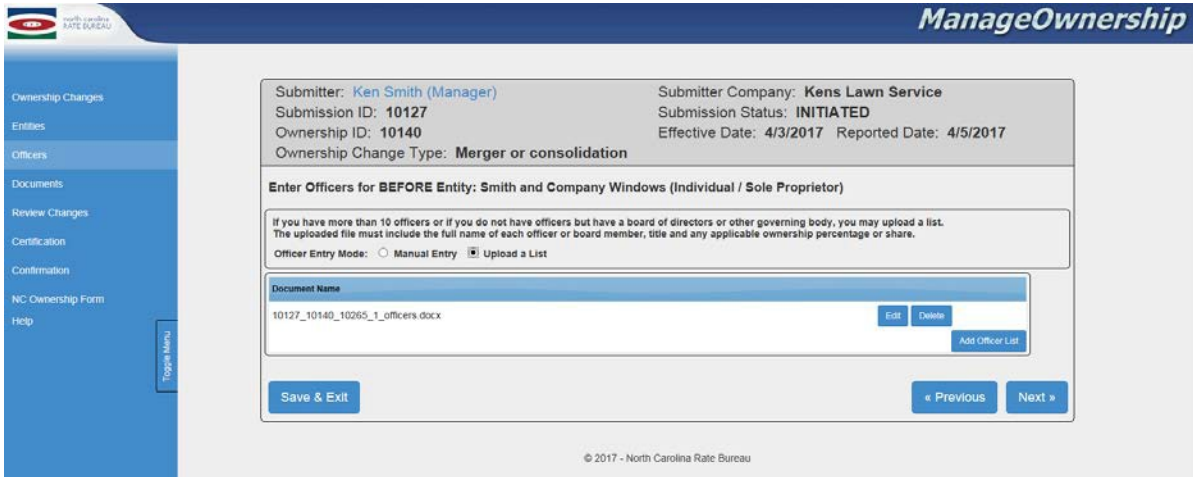 north carolina
RATE BUREAU
ManageOwnership
Ownership Changes
Entities
Officers
Documents
Review Changes
Certification
Confirmation
NC Ownership Form
Help
Toggle Menu
Submitter: Ken Smith (Manager)
Submitter Company: Kens Lawn Service
Submission ID: 10127
Submission Status: INITIATED
Ownership ID: 10140
Effective Date: 4/3/2017 Reported Date: 4/5/2017
Ownership Change Type: Merger or consolidation
Enter Officers for BEFORE Entity: Smith and Company Windows (Individual / Sole Proprietor)
If you have more than 10 officers or if you do not have officers but have a board of directors or other governing body, you may upload a list.
The uploaded file must include the full name of each officer or board member, title and any applicable ownership percentage or share.
Officer Entry Mode: Manual Entry Upload a List
Document Name
10127_10140_10265_1_officers.docx
Edit Delete
Add Officer List
Save & Exit
« Previous Next »
© 2017 - North Carolina Rate Bureau